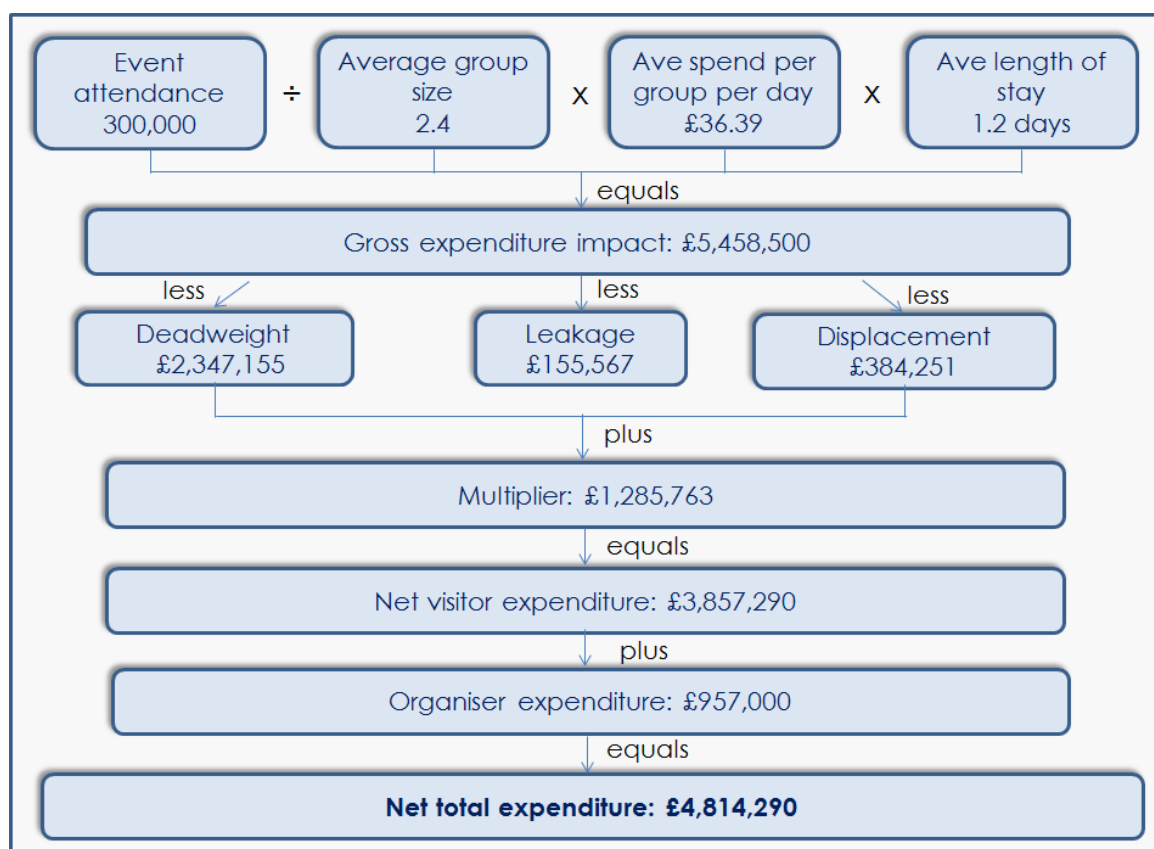 Event
attendance
300,000
÷
Average group
size
2.4
x
Ave spend per
group per day
£36.39
x
Ave length of
stay
1.2 days
equals
Gross expenditure impact: £5,458,500
less
less
less
Deadweight
£2,347,155
Leakage
£155,567
Displacement
£384,251
plus
Multiplier: £1,285,763
equals
Net visitor expenditure: £3,857,290
plus
Organiser expenditure: £957,000
equals
Net total expenditure: £4,814,290